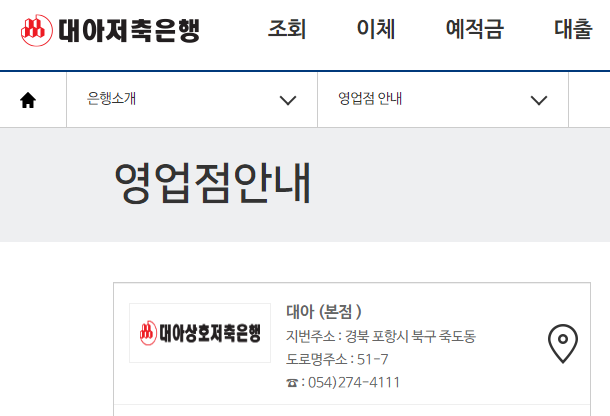 대아저축은행 조회 이체 예적금 대출
은행소개 영업점 안내
영업점안내
대아상호저축은행
대아 (본점 )
지번주소 : 경북 포항시 북구 죽도동
도로명주소 : 51-7
☎ : 054)274-4111